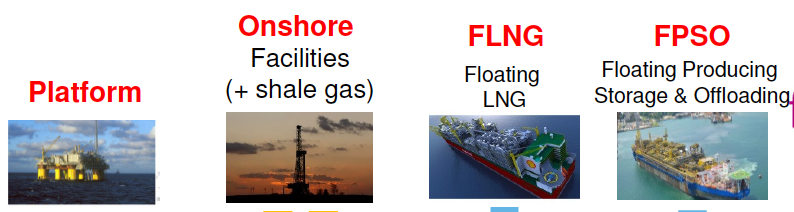 Platform
Onshore
Facilities
(+ shale gas)
FLNG
Floating
LNG
FPSO
Floating Producing
Storage & Offloading